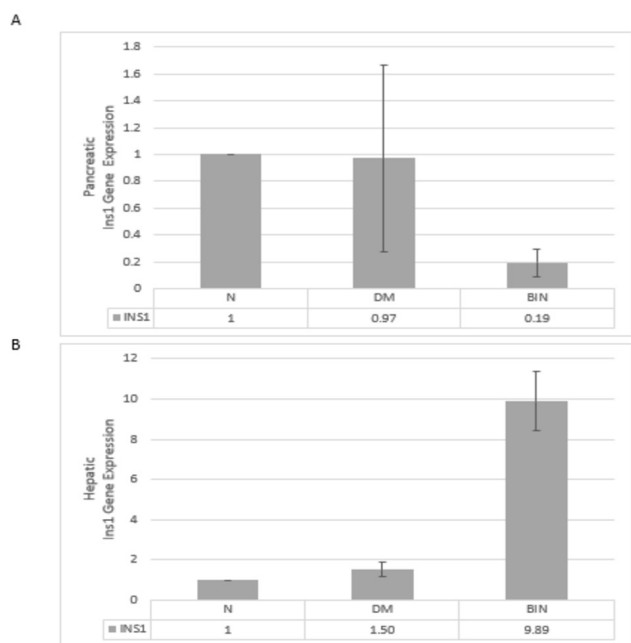 A
1.8
1.6
1.4
1.2
1
0.8
0.6
0.4
0.2
0
Pancreatic
Ins1 Gene Expression
N DM BIN
INS1 1 0.97 0.19
B
12
10
8
6
4
2
0
Hepatic
Ins1 Gene Expression
N DM BIN
INS1 1 1.50 9.89